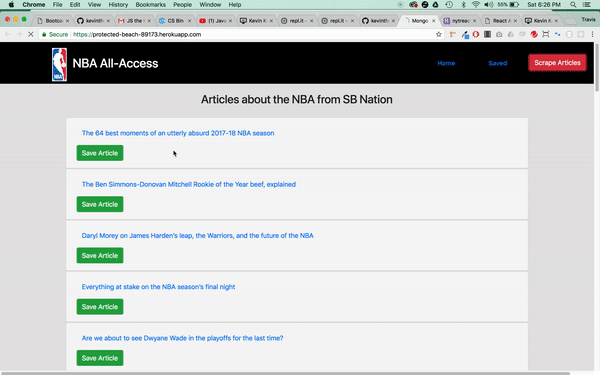 Chrome File Edit View History Bookmarks People Window Help 55% Sat 6:26 PM
Bootcamp kevinth JS the CS Bin (1) Java Kevin K repl.it repl.it kevinth Mongo nytreac React A Kevin K Travis
Secure https://protected-beach-89173.herokuapp.com
NBA All-Access Home Saved Scrape Articles
Articles about the NBA from SB Nation
The 64 best moments of an utterly absurd 2017-18 NBA season
Save Article
The Ben Simmons-Donovan Mitchell Rookie of the Year beef, explained
Save Article
Daryl Morey on James Harden's leap, the Warriors, and the future of the NBA
Save Article
Everything at stake on the NBA season's final night
Save Article
Are we about to see Dwyane Wade in the playoffs for the last time?
Save Article